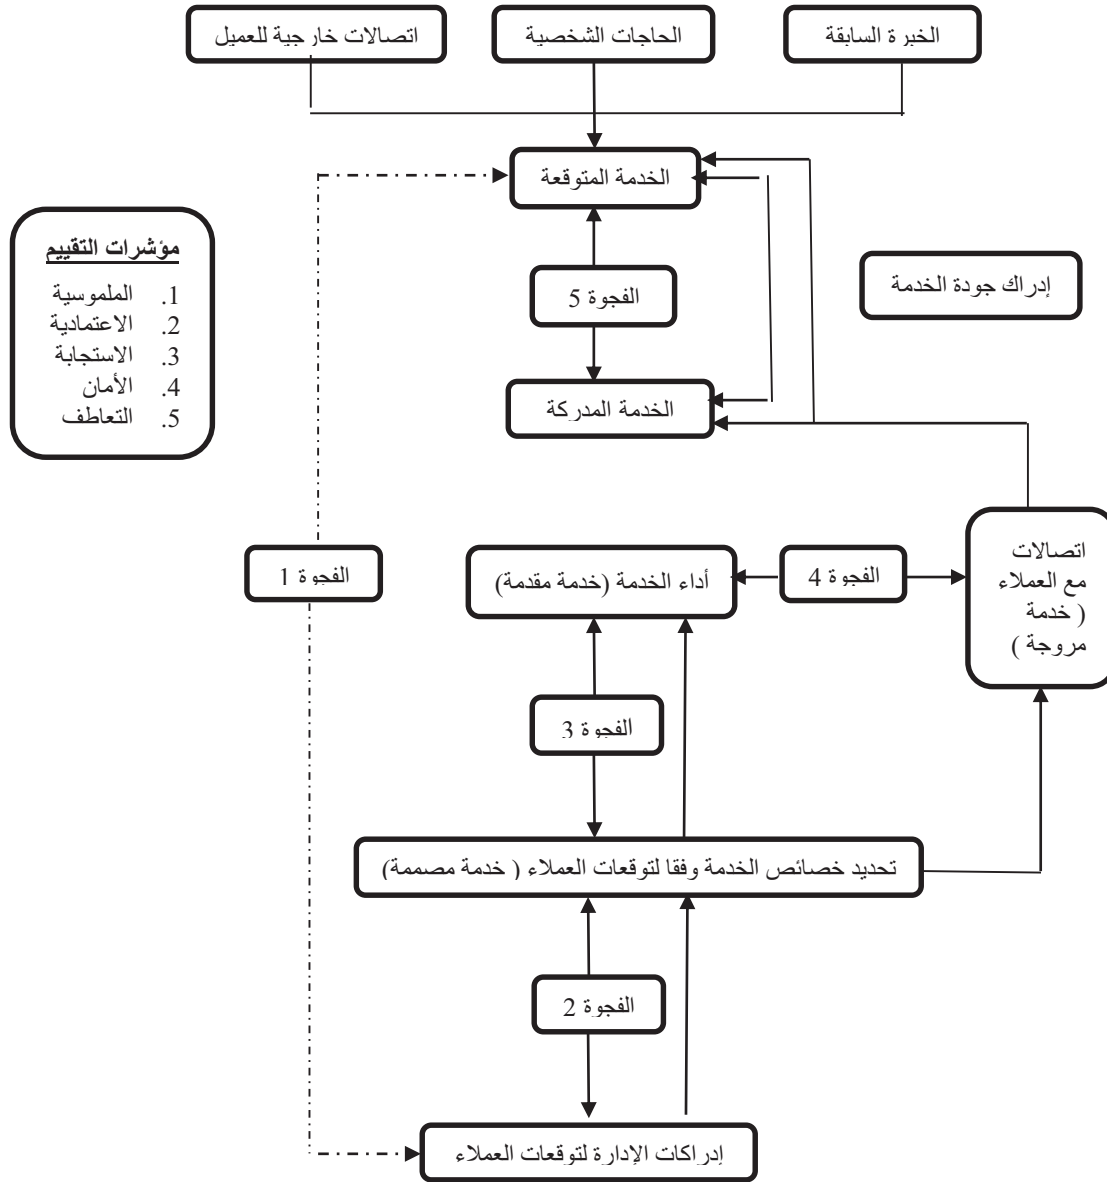 الخبرة السابقة
الحاجات الشخصية
اتصالات خارجية للعميل
الخدمة المتوقعة
مؤشرات التقييم
1. الملموسية
2. الاعتمادية
3. الاستجابة
4. الأمان
5. التعاطف
إدراك جودة الخدمة
الفجوة 5
الخدمة المدركة
اتصالات
مع العملاء
( خدمة
مروجة )
الفجوة 4
أداء الخدمة (خدمة مقدمة)
الفجوة 1
الفجوة 3
تحديد خصائص الخدمة وفقا لتوقعات العملاء ( خدمة مصممة)
الفجوة 2
إدراكات الإدارة لتوقعات العملاء